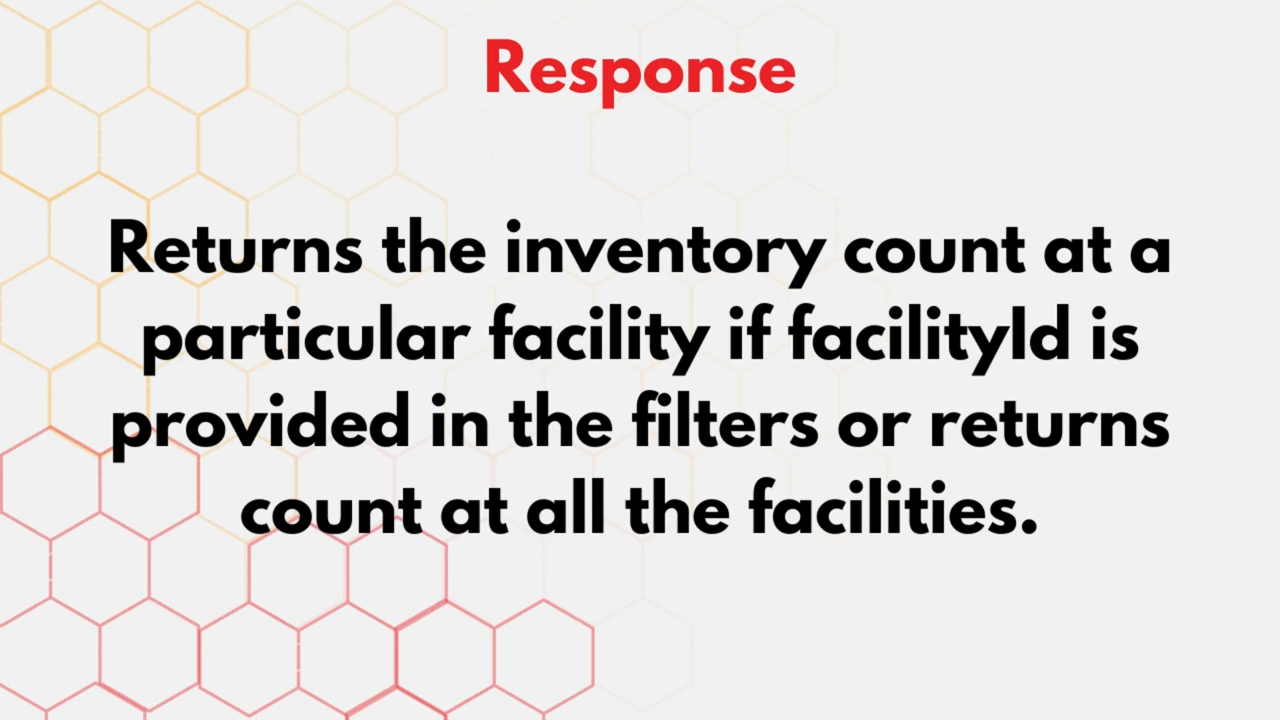 Response
Returns the inventory count at a
particular facility if facilityId is
provided in the filters or returns
count at all the facilities.